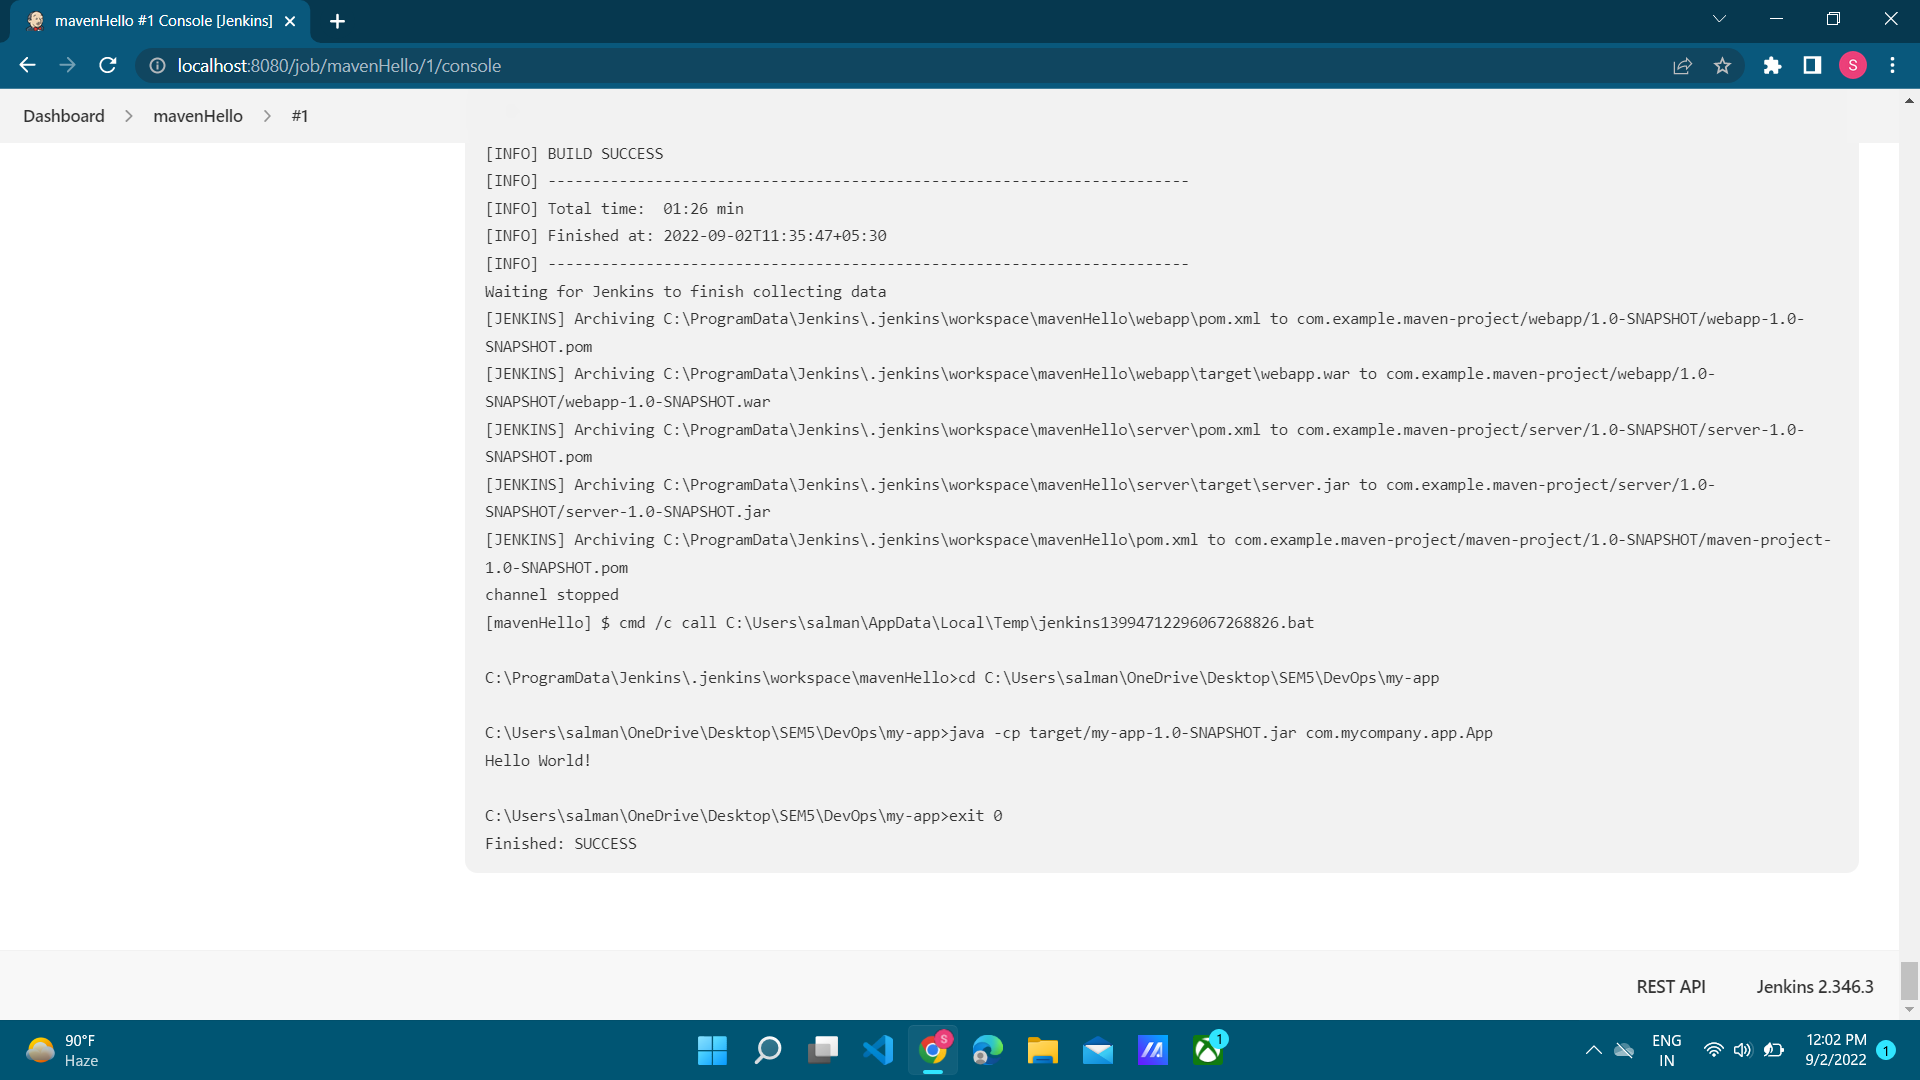 mavenHello #1 Console [Jenkins]
localhost:8080/job/mavenHello/1/console
S
Dashboard > mavenHello > #1
[INFO] BUILD SUCCESS
[INFO] ------------------------------------------------------------------------
[INFO] Total time:  01:26 min
[INFO] Finished at: 2022-09-02T11:35:47+05:30
[INFO] ------------------------------------------------------------------------
Waiting for Jenkins to finish collecting data
[JENKINS] Archiving C:\ProgramData\Jenkins\.jenkins\workspace\mavenHello\webapp\pom.xml to com.example.maven-project/webapp/1.0-SNAPSHOT/webapp-1.0-
SNAPSHOT.pom
[JENKINS] Archiving C:\ProgramData\Jenkins\.jenkins\workspace\mavenHello\webapp\target\webapp.war to com.example.maven-project/webapp/1.0-
SNAPSHOT/webapp-1.0-SNAPSHOT.war
[JENKINS] Archiving C:\ProgramData\Jenkins\.jenkins\workspace\mavenHello\server\pom.xml to com.example.maven-project/server/1.0-SNAPSHOT/server-1.0-
SNAPSHOT.pom
[JENKINS] Archiving C:\ProgramData\Jenkins\.jenkins\workspace\mavenHello\server\target\server.jar to com.example.maven-project/server/1.0-
SNAPSHOT/server-1.0-SNAPSHOT.jar
[JENKINS] Archiving C:\ProgramData\Jenkins\.jenkins\workspace\mavenHello\pom.xml to com.example.maven-project/maven-project/1.0-SNAPSHOT/maven-project-
1.0-SNAPSHOT.pom
channel stopped
[mavenHello] $ cmd /c call C:\Users\salman\AppData\Local\Temp\jenkins13994712296067268826.bat
C:\ProgramData\Jenkins\.jenkins\workspace\mavenHello>cd C:\Users\salman\OneDrive\Desktop\SEM5\DevOps\my-app
C:\Users\salman\OneDrive\Desktop\SEM5\DevOps\my-app>java -cp target/my-app-1.0-SNAPSHOT.jar com.mycompany.app.App
Hello World!
C:\Users\salman\OneDrive\Desktop\SEM5\DevOps\my-app>exit 0
Finished: SUCCESS
REST API Jenkins 2.346.3
90°F
Haze
S
1
ENG
IN
12:02 PM
9/2/2022
1